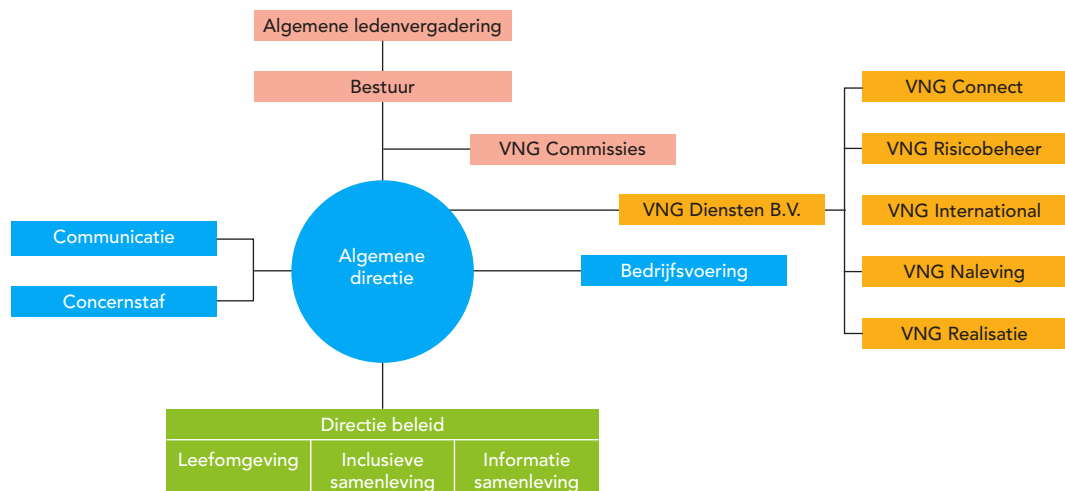 Algemene ledenvergadering
Bestuur
VNG Connect
VNG Commissies
VNG Risicobeheer
VNG Diensten B.V.
VNG International
Communicatie
Algemene
directie
Bedrijfsvoering
VNG Naleving
Concernstaf
VNG Realisatie
Directie beleid
Leefomgeving
Inclusieve
samenleving
Informatie
samenleving